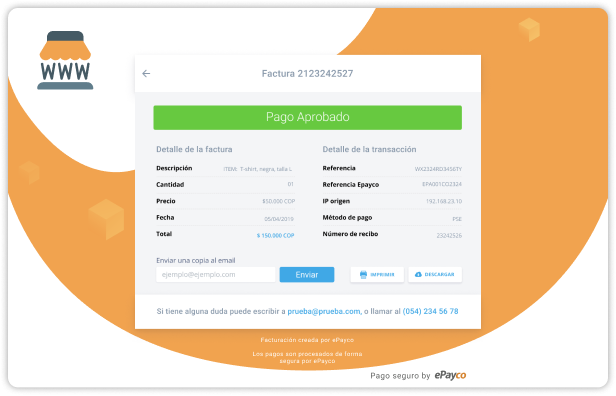 WWW
Factura 2123242527
Pago Aprobado
Detalle de la factura
Descripción ITEM: T-shirt, negra, talla L
Cantidad 01
Precio $50.000 COP
Fecha 05/04/2019
Total $ 150.000 COP
Detalle de la transacción
Referencia WX2324RD34567Y
Referencia Epayco EPA001CO2324
IP origen 192.168.23.10
Método de pago PSE
Número de recibo 23242526
Enviar una copia al email
ejemplo@ejemplo.com Enviar IMPRIMIR DESCARGAR
Si tiene alguna duda puede escribir a prueba@prueba.com, o llamar al (054) 234 56 78
Facturación creada por ePayco
Los pagos son procesados de forma
segura por ePayco
Pago seguro by ePayco